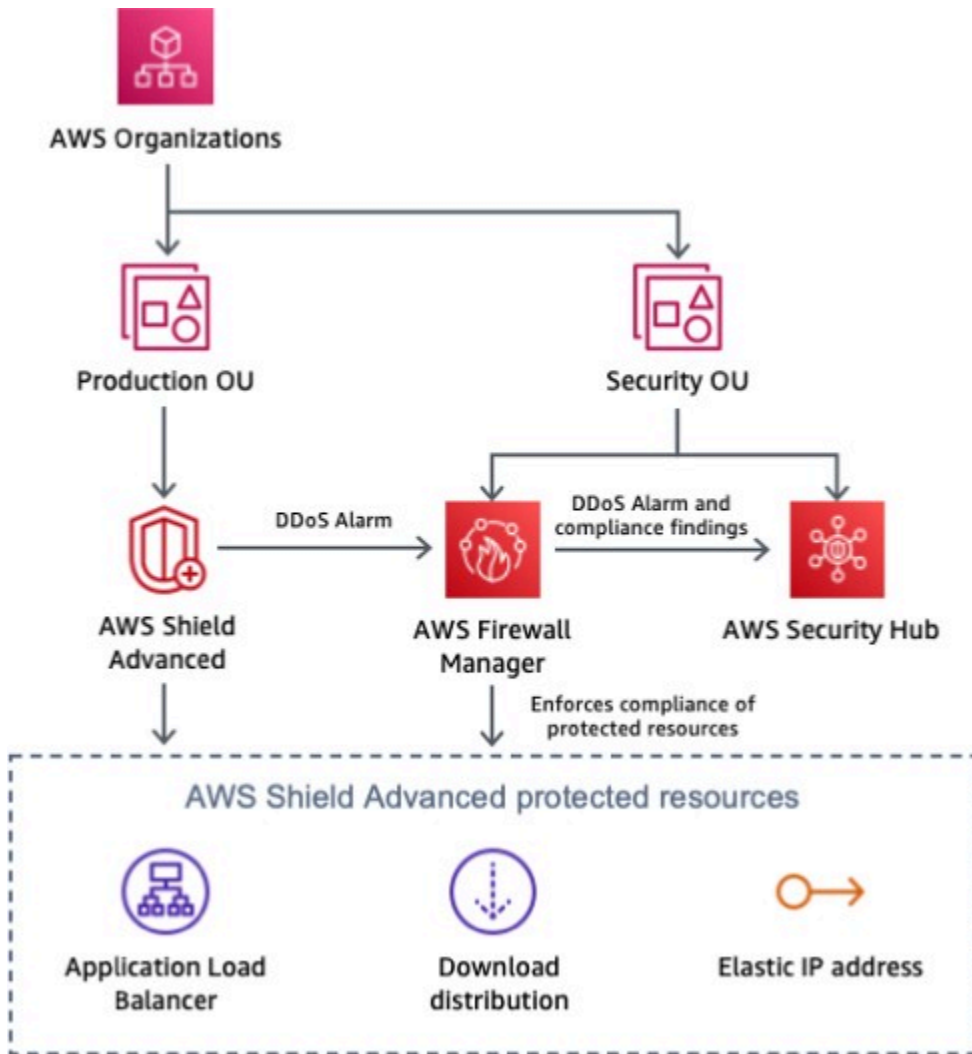 AWS Organizations
Production OU
Security OU
DDoS Alarm
DDoS Alarm and
compliance findings
AWS Shield
Advanced
AWS Firewall
Manager
AWS Security Hub
Enforces compliance of
protected resources
AWS Shield Advanced protected resources
Application Load
Balancer
Download
distribution
Elastic IP address